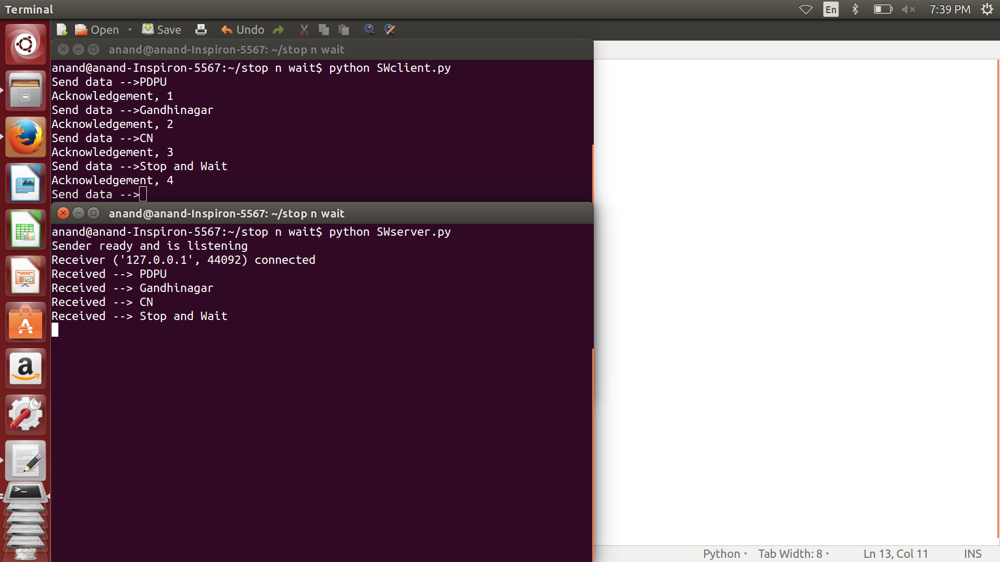 Terminal
En
7:39 PM
Open
Save
Undo
anand@anand-Inspiron-5567: ~/stop n wait
anand@anand-Inspiron-5567:~/stop n wait$ python SWclient.py
Send data -->PDPU
Acknowledgement, 1
Send data -->Gandhinagar
Acknowledgement, 2
Send data -->CN
Acknowledgement, 3
Send data -->Stop and Wait
Acknowledgement, 4
Send data -->
anand@anand-Inspiron-5567: ~/stop n wait
anand@anand-Inspiron-5567:~/stop n wait$ python SWserver.py
Sender ready and is listening
Receiver ('127.0.0.1', 44092) connected
Received --> PDPU
Received --> Gandhinagar
Received --> CN
Received --> Stop and Wait
Python
Tab Width: 8
Ln 13, Col 11
INS